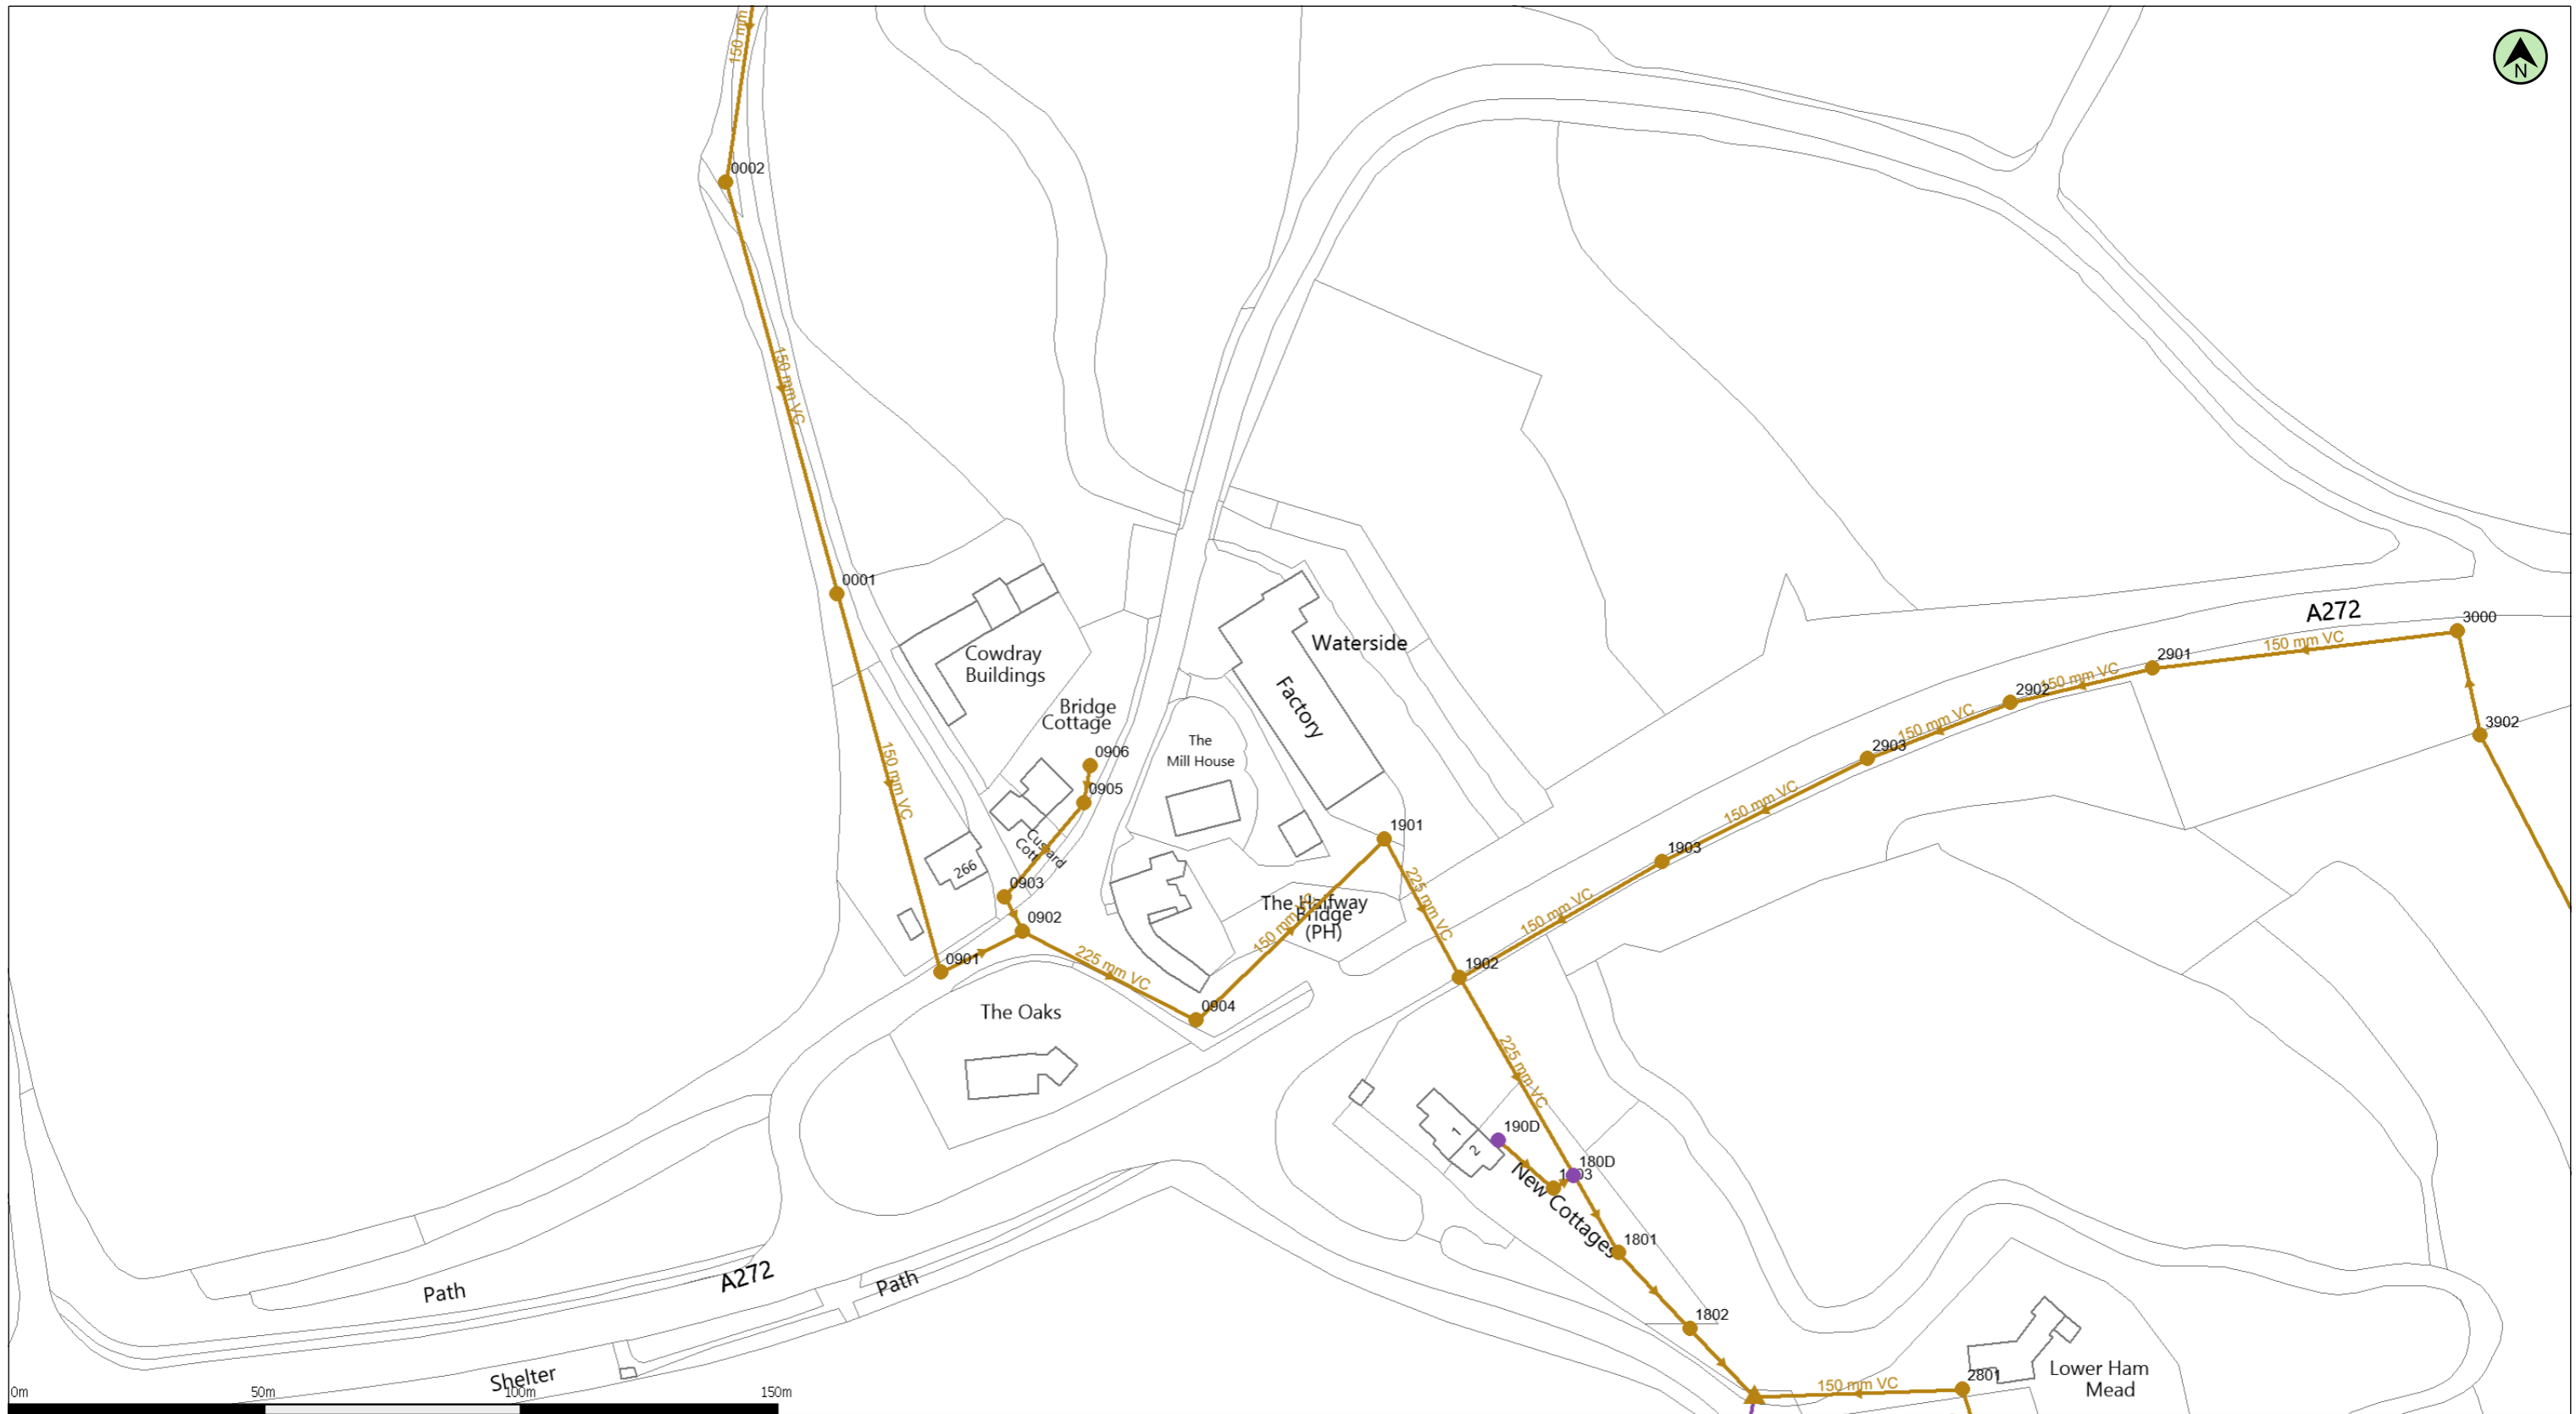 150 mm
N
0002
150 mm VC
0001
A272
3000
Waterside
2901
150 mm VC
Cowdray
Buildings
150 mm VC
2902
Factory
Bridge
Cottage
150 mm VC
3902
The
Mill House
0906
2903
150 mm VC
0905
150 mm VC
1901
Custard
Cott
1903
266
0903
225 mm VC
The Halfway
Bridge
(PH)
150 mm VC
150 mm VC
0902
0901
225 mm VC
1902
0904
The Oaks
225 mm VC
190D
1
2
180D
New Cottages
1801
A272
Path
Path
1802
Shelter
2801
150 mm VC
Lower Ham
Mead
0m
50m
100m
150m